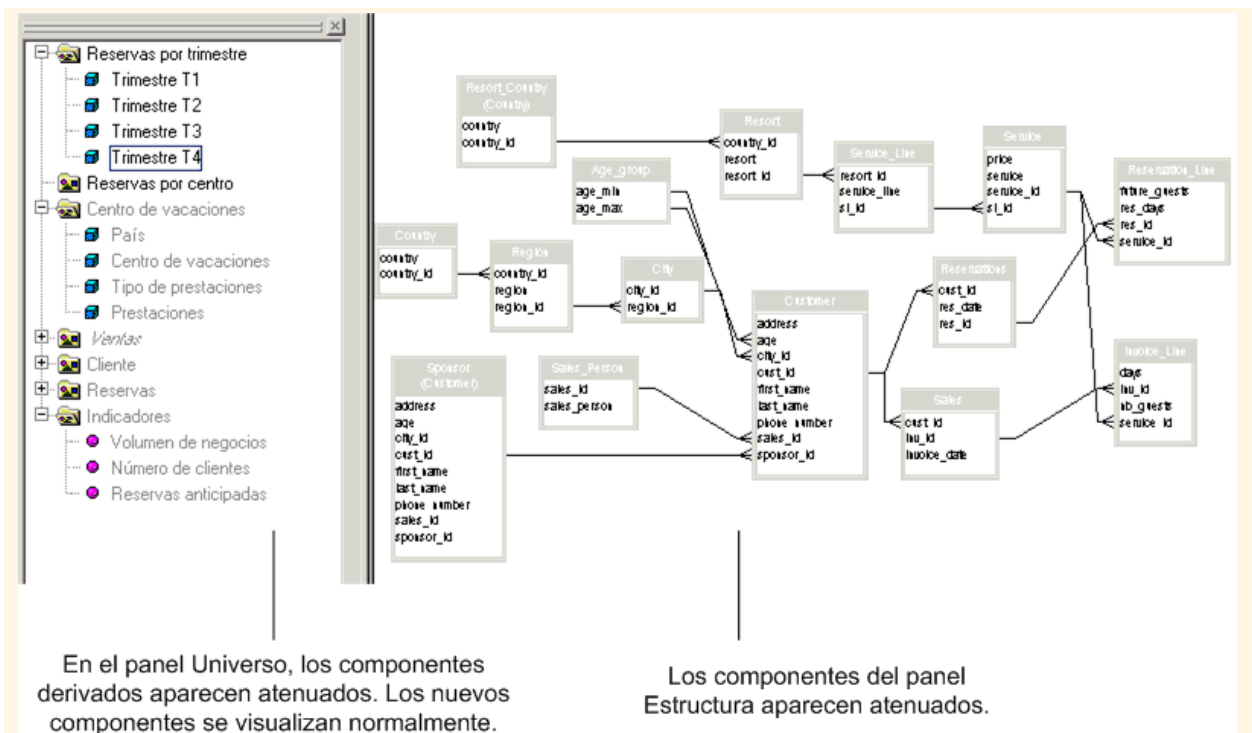 Reservas por trimestre
Trimestre T1
Trimestre T2
Trimestre T3
Trimestre T4
Reservas por centro
Centro de vacaciones
País
Centro de vacaciones
Tipo de prestaciones
Prestaciones
Ventas
Cliente
Reservas
Indicadores
Volumen de negocios
Número de clientes
Reservas anticipadas
Resort_Country
(Country)
country
country_id
Resort
country_id
resort
resort_id
Service_Line
resort_id
service_line
sl_id
Service
price
service
service_id
sl_id
Reservation_Line
future_guests
res_days
res_id
service_id
Age_group
age_min
age_max
Country
country
country_id
Region
country_id
region
region_id
City
city_id
region_id
Customer
address
age
city_id
cust_id
first_name
last_name
phone_number
sales_id
sponsor_id
Reservations
cust_id
res_date
res_id
Invoice_Line
days
inv_id
nb_guests
service_id
Sponsor
(Customer)
address
age
city_id
cust_id
first_name
last_name
phone_number
sales_id
sponsor_id
Sales_Person
sales_id
sales_person
Sales
cust_id
inv_id
invoice_date
En el panel Universo, los componentes
derivados aparecen atenuados. Los nuevos
componentes se visualizan normalmente.
Los componentes del panel
Estructura aparecen atenuados.